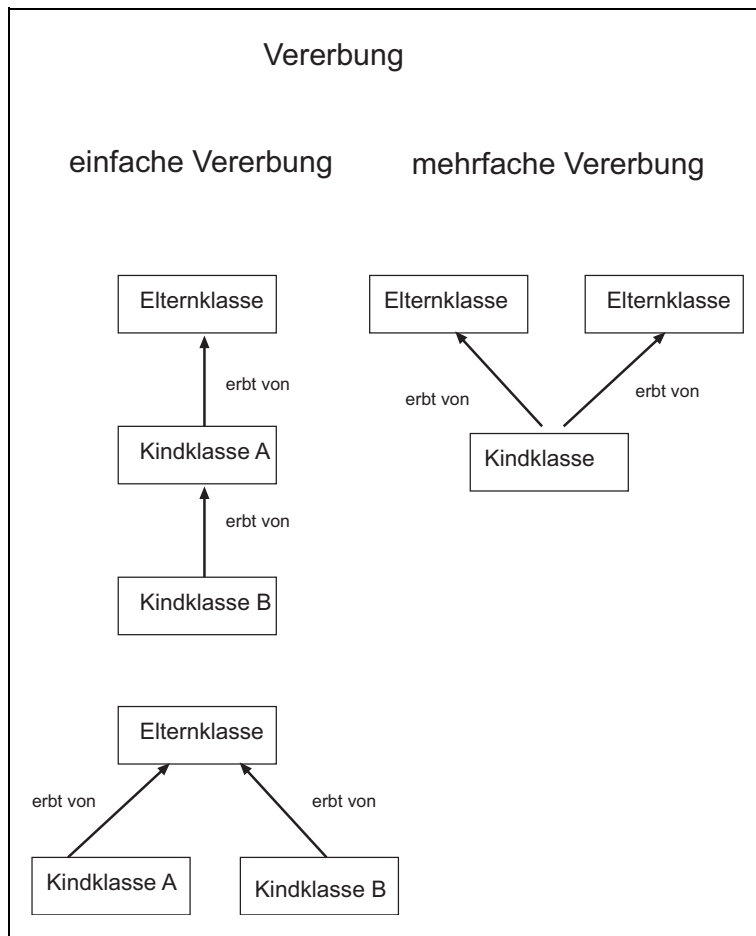 Vererbung
einfache Vererbung
mehrfache Vererbung
Elternklasse
erbt von
Kindklasse A
erbt von
Kindklasse B
Elternklasse
Elternklasse
erbt von
erbt von
Kindklasse
Elternklasse
erbt von
erbt von
Kindklasse A
Kindklasse B